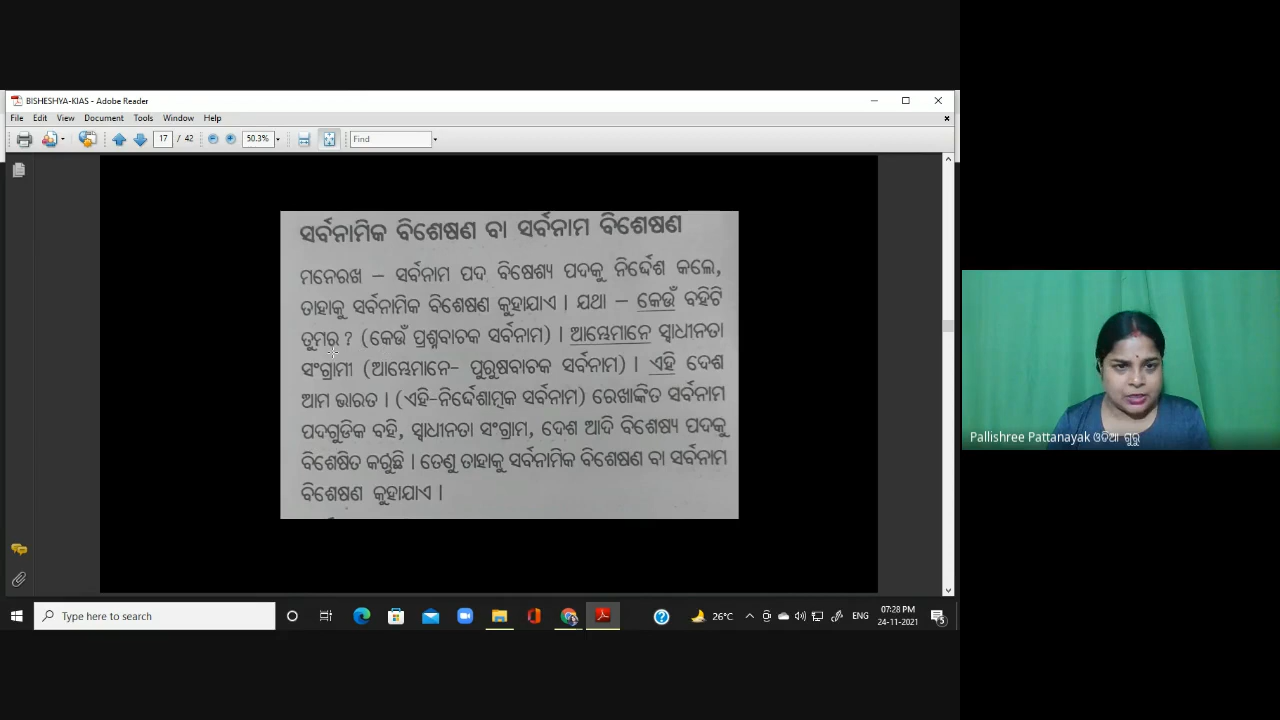 BISHESHYA-KIAS - Adobe Reader
File Edit View Document Tools Window Help
17 / 42 50.3% Find
ସର୍ବନାମିକ ବିଶେଷଣ ବା ସର୍ବନାମ ବିଶେଷଣ
ମନେରଖ – ସର୍ବନାମ ପଦ ବିଷେଶ୍ୟ ପଦକୁ ନିର୍ଦ୍ଦେଶ କଲେ,
ତାହାକୁ ସର୍ବନାମିକ ବିଶେଷଣ କୁହାଯାଏ । ଯଥା – କେଉଁ ବହିଟି
ତୁମର ? (କେଉଁ ପ୍ରଶ୍ନବାଚକ ସର୍ବନାମ) । ଆମ୍ଭେମାନେ ସ୍ୱାଧୀନତା
ସଂଗ୍ରାମୀ (ଆମ୍ଭେମାନେ- ପୁରୁଷବାଚକ ସର୍ବନାମ) । ଏହି ଦେଶ
ଆମ ଭାରତ । (ଏହି-ନିର୍ଦ୍ଦେଶାତ୍ମକ ସର୍ବନାମ) ରେଖାଙ୍କିତ ସର୍ବନାମ
ପଦଗୁଡିକ ବହି, ସ୍ୱାଧୀନତା ସଂଗ୍ରାମ, ଦେଶ ଆଦି ବିଶେଷ୍ୟ ପଦକୁ
ବିଶେଷିତ କରୁଛି । ତେଣୁ ତାହାକୁ ସର୍ବନାମିକ ବିଶେଷଣ ବା ସର୍ବନାମ
ବିଶେଷଣ କୁହାଯାଏ ।
Pallishree Pattanayak ଓଡିଆ ଗୁରୁ
Type here to search
26°C ENG 07:28 PM
24-11-2021 5